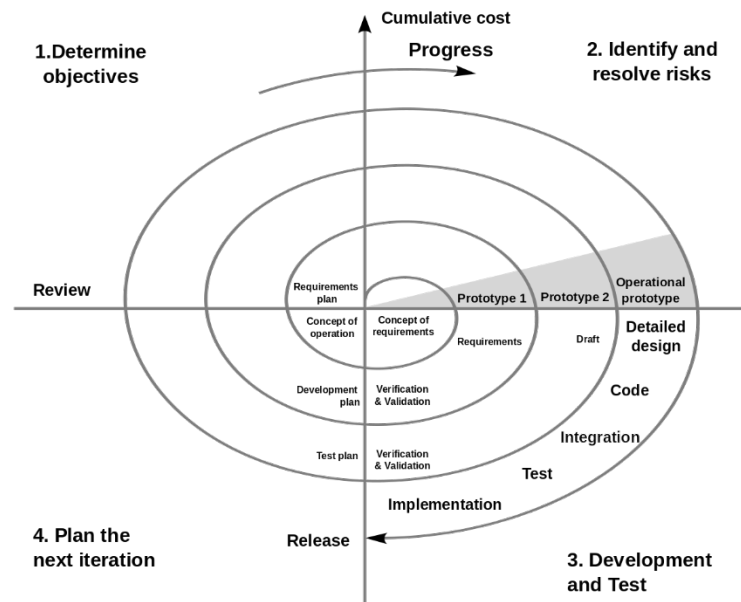 Cumulative cost
1.Determine
objectives
Progress
2. Identify and
resolve risks
Review
Requirements
plan
Prototype 1
Prototype 2
Operational
prototype
Concept of
operation
Concept of
requirements
Requirements
Draft
Detailed
design
Development
plan
Verification
& Validation
Code
Test plan
Verification
& Validation
Integration
Test
Implementation
Release
4. Plan the
next iteration
3. Development
and Test